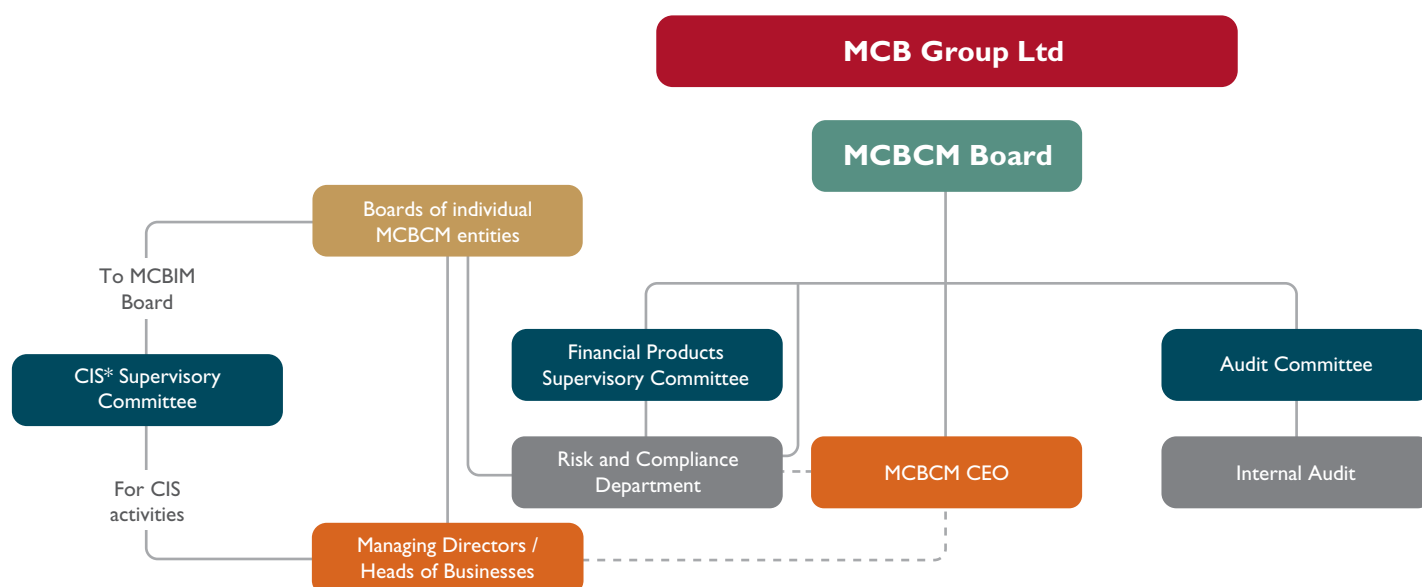 MCB Group Ltd
MCBCM Board
Boards of individual
MCBCM entities
To MCBIM
Board
Financial Products
Supervisory Committee
Audit Committee
CIS* Supervisory
Committee
Risk and Compliance
Department
MCBCM CEO
Internal Audit
For CIS
activities
Managing Directors /
Heads of Businesses